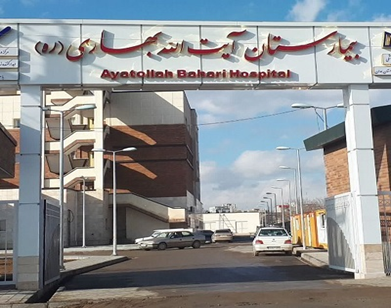 بیمارستان آیت الله بهاری (ره)
Ayatollah Bahari Hospital